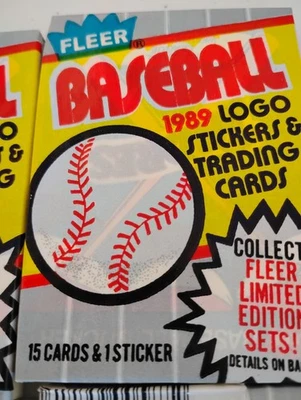 FLEER®
BASEBALL
1989 LOGO
STICKERS &
TRADING
CARDS
COLLECT
FLEER
LIMITED
EDITION
SETS!
DETAILS ON BA
15 CARDS & 1 STICKER